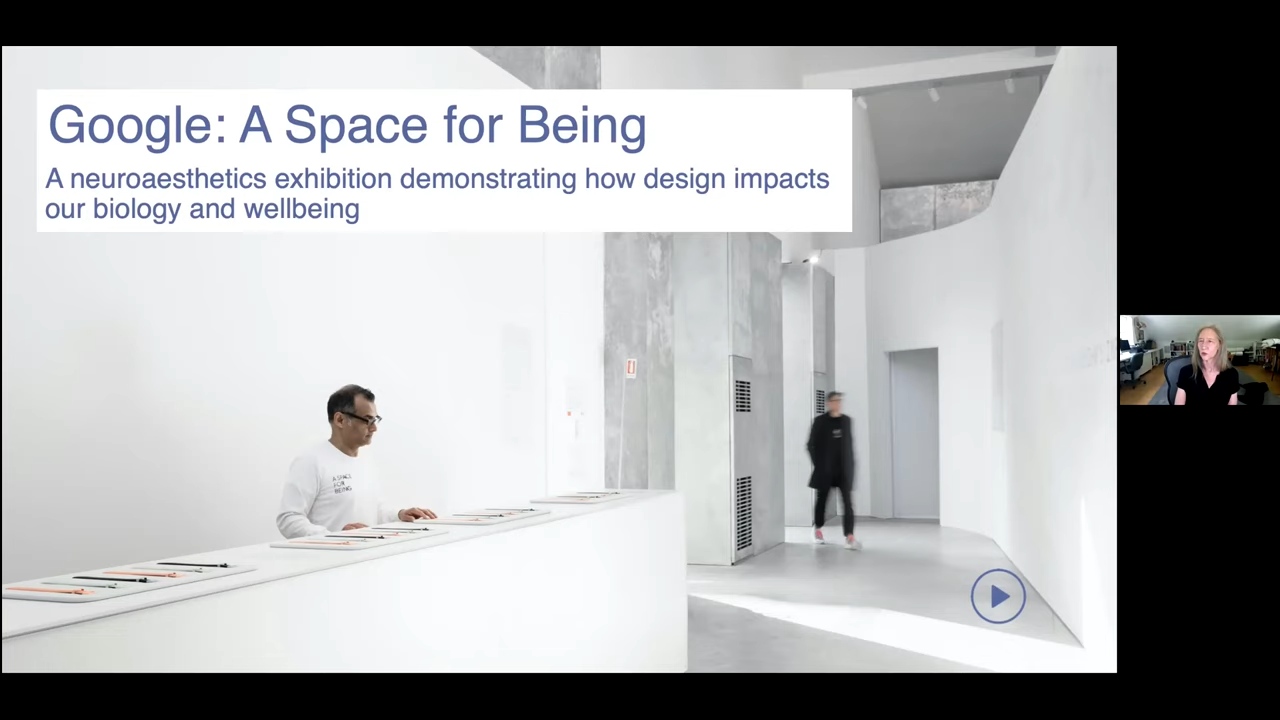 Google: A Space for Being
A neuroaesthetics exhibition demonstrating how design impacts
our biology and wellbeing
A SPACE
FOR
BEING